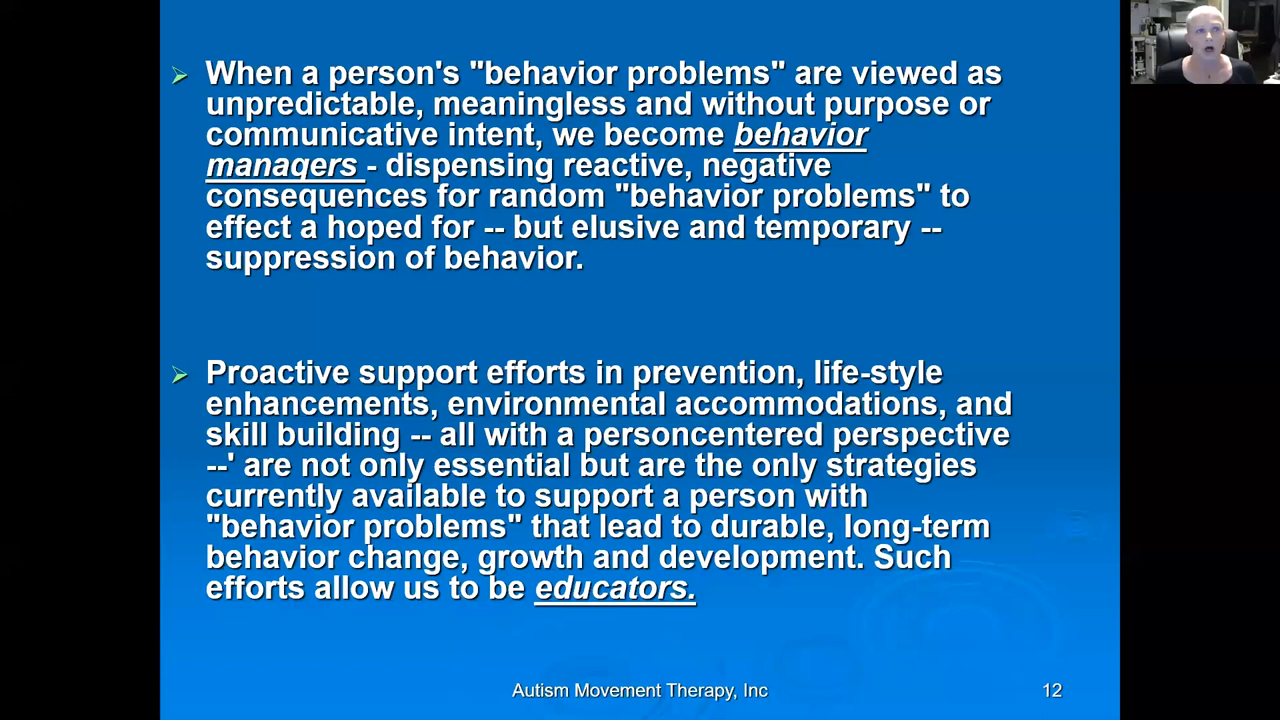 When a person's "behavior problems" are viewed as
unpredictable, meaningless and without purpose or
communicative intent, we become behavior
managers - dispensing reactive, negative
consequences for random "behavior problems" to
effect a hoped for -- but elusive and temporary --
suppression of behavior.
Proactive support efforts in prevention, life-style
enhancements, environmental accommodations, and
skill building -- all with a personcentered perspective
--' are not only essential but are the only strategies
currently available to support a person with
"behavior problems" that lead to durable, long-term
behavior change, growth and development. Such
efforts allow us to be educators.
Autism Movement Therapy, Inc
12